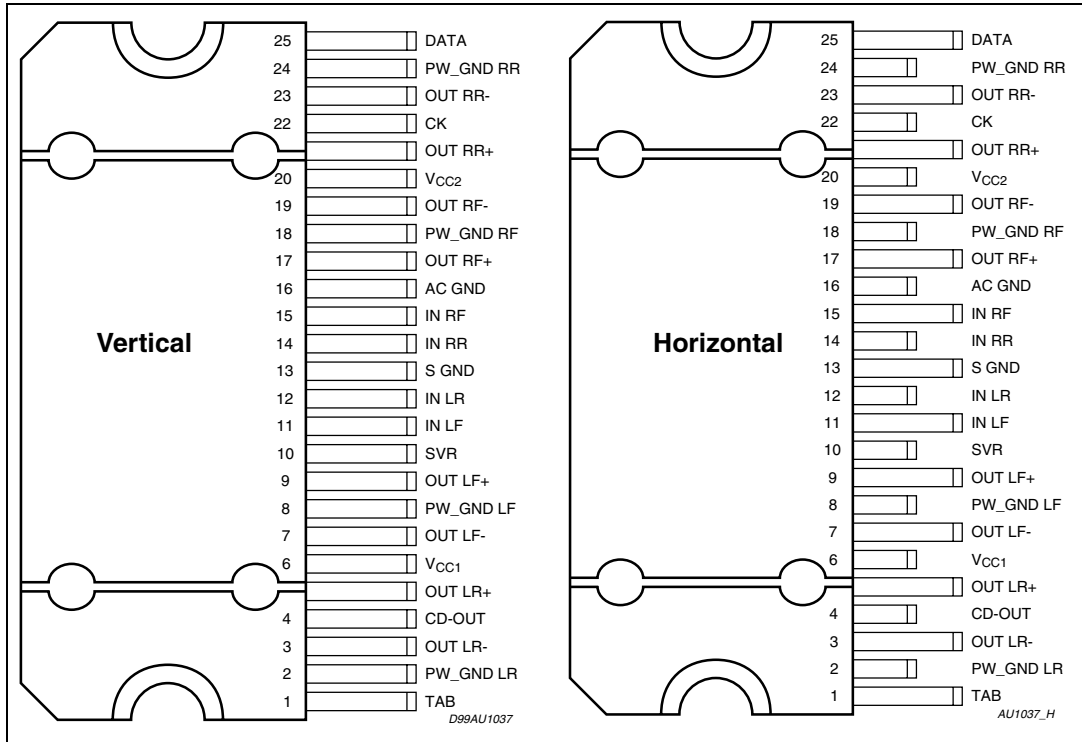 25 DATA
24 PW_GND RR
23 OUT RR-
22 CK
OUT RR+
20 VCC2
19 OUT RF-
18 PW_GND RF
17 OUT RF+
16 AC GND
15 IN RF
14 IN RR
13 S GND
12 IN LR
11 IN LF
10 SVR
9 OUT LF+
8 PW_GND LF
7 OUT LF-
6 VCC1
OUT LR+
4 CD-OUT
3 OUT LR-
2 PW_GND LR
1 TAB
Vertical
D99AU1037
25 DATA
24 PW_GND RR
23 OUT RR-
22 CK
OUT RR+
20 VCC2
19 OUT RF-
18 PW_GND RF
17 OUT RF+
16 AC GND
15 IN RF
14 IN RR
13 S GND
12 IN LR
11 IN LF
10 SVR
9 OUT LF+
8 PW_GND LF
7 OUT LF-
6 VCC1
OUT LR+
4 CD-OUT
3 OUT LR-
2 PW_GND LR
1 TAB
Horizontal
AU1037_H